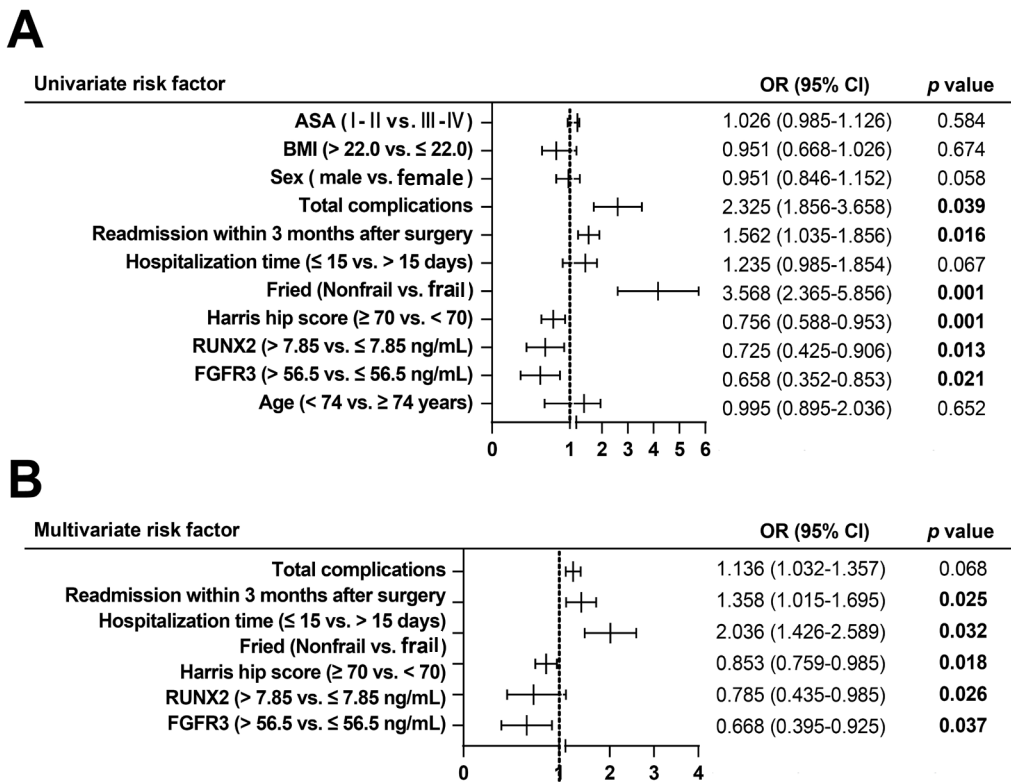 A
Univariate risk factor OR (95% CI) p value
ASA (Ⅰ-Ⅱ vs. Ⅲ-Ⅳ) 1.026 (0.985-1.126) 0.584
BMI (> 22.0 vs. ≤ 22.0) 0.951 (0.668-1.026) 0.674
Sex ( male vs. female) 0.951 (0.846-1.152) 0.058
Total complications 2.325 (1.856-3.658) 0.039
Readmission within 3 months after surgery 1.562 (1.035-1.856) 0.016
Hospitalization time (≤ 15 vs. > 15 days) 1.235 (0.985-1.854) 0.067
Fried (Nonfrail vs. frail) 3.568 (2.365-5.856) 0.001
Harris hip score (≥ 70 vs. < 70) 0.756 (0.588-0.953) 0.001
RUNX2 (> 7.85 vs. ≤ 7.85 ng/mL) 0.725 (0.425-0.906) 0.013
FGFR3 (> 56.5 vs. ≤ 56.5 ng/mL) 0.658 (0.352-0.853) 0.021
Age (< 74 vs. ≥ 74 years) 0.995 (0.895-2.036) 0.652
0 1 2 3 4 5 6
B
Multivariate risk factor OR (95% CI) p value
Total complications 1.136 (1.032-1.357) 0.068
Readmission within 3 months after surgery 1.358 (1.015-1.695) 0.025
Hospitalization time (≤ 15 vs. > 15 days) 2.036 (1.426-2.589) 0.032
Fried (Nonfrail vs. frail)
0.853 (0.759-0.985) 0.018
Harris hip score (≥ 70 vs. < 70)
RUNX2 (> 7.85 vs. ≤ 7.85 ng/mL) 0.785 (0.435-0.985) 0.026
FGFR3 (> 56.5 vs. ≤ 56.5 ng/mL) 0.668 (0.395-0.925) 0.037
0 1 2 3 4